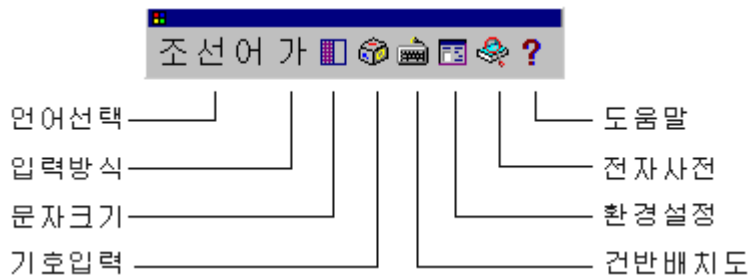 조선어 가 ?
언어선택 도움말
입력방식 전자사전
문자크기 환경설정
기호입력 건반배치도